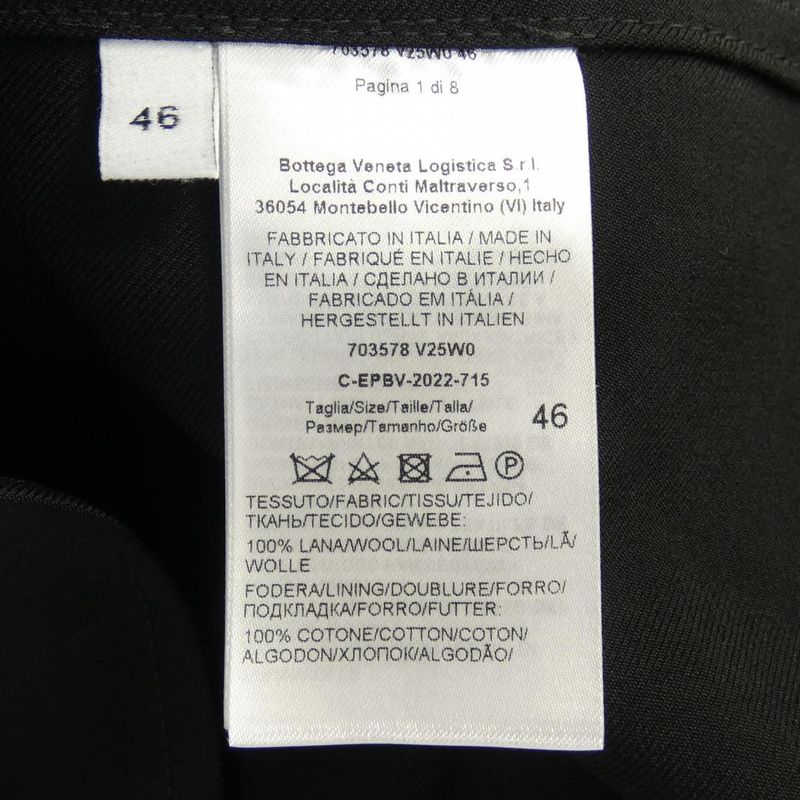 46
703578 V25W0 46
Pagina 1 di 8
Bottega Veneta Logistica S.r.l.
Località Conti Maltraverso,1
36054 Montebello Vicentino (VI) Italy
FABBRICATO IN ITALIA / MADE IN
ITALY / FABRIQUÉ EN ITALIE / HECHO
EN ITALIA / СДЕЛАНО В ИТАЛИИ /
FABRICADO EM ITÁLIA /
HERGESTELLT IN ITALIEN
703578 V25W0
C-EPBV-2022-715
Taglia/Size/Taille/Talla/
Размер/Tamanho/Größe 46
TESSUTO/FABRIC/TISSU/TEJIDO/
ТКАНЬ/TECIDO/GEWEBE:
100% LANA/WOOL/LAINE/ШЕРСТЬ/LÃ/
WOLLE
FODERA/LINING/DOUBLURE/FORRO/
ПОДКЛАДКА/FORRO/FUTTER:
100% COTONE/COTTON/COTON/
ALGODON/ХЛОПОК/ALGODÃO/